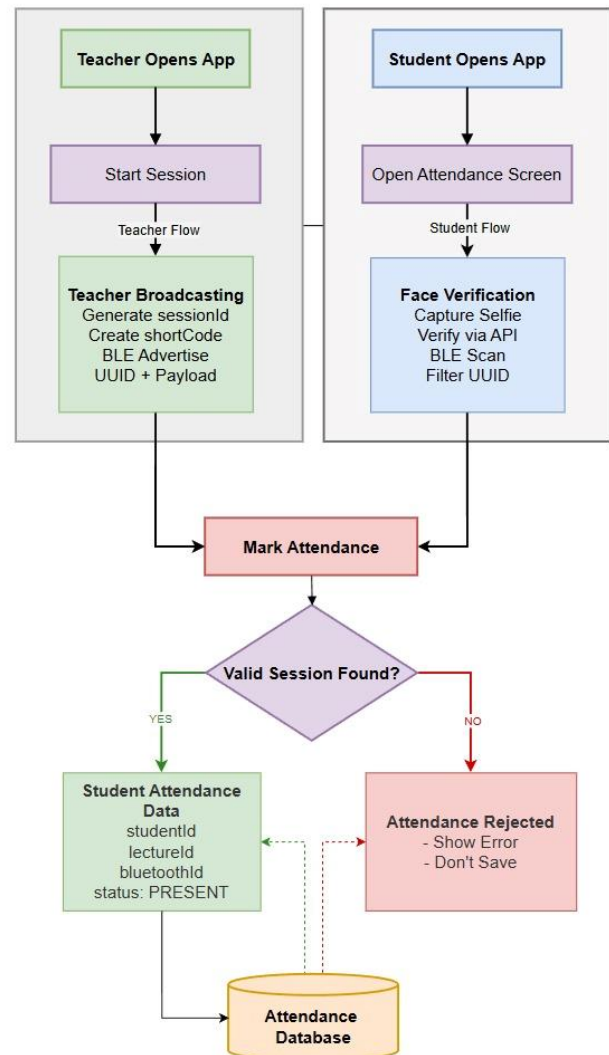 Teacher Opens App
Student Opens App
Start Session
Open Attendance Screen
Teacher Flow
Student Flow
Teacher Broadcasting
Generate sessionId
Create shortCode
BLE Advertise
UUID + Payload
Face Verification
Capture Selfie
Verify via API
BLE Scan
Filter UUID
Mark Attendance
Valid Session Found?
YES
NO
Student Attendance
Data
studentId
lectureId
bluetoothId
status: PRESENT
Attendance Rejected
- Show Error
- Don't Save
Attendance
Database